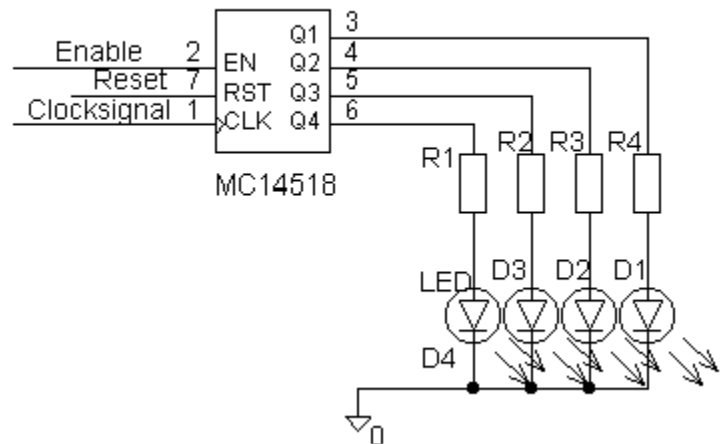 Enable 2 EN Q1 3
Reset 7 RST Q2 4
Clocksignal 1 CLK Q3 5
Q4 6
MC14518
R1 R2 R3 R4
LED D3 D2 D1
D4
0